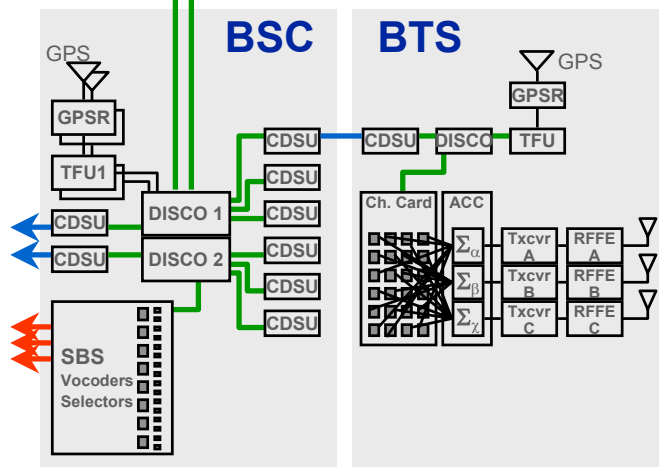 BSC
BTS
GPS
GPSR
TFU1
CDSU
CDSU
DISCO 1
DISCO 2
CDSU
CDSU
CDSU
CDSU
CDSU
CDSU
SBS
Vocoders
Selectors
CDSU
DISCO
TFU
GPSR
GPS
Ch. Card
ACC
Σα
Σβ
Σχ
Txcvr
A
Txcvr
B
Txcvr
C
RFFE
A
RFFE
B
RFFE
C